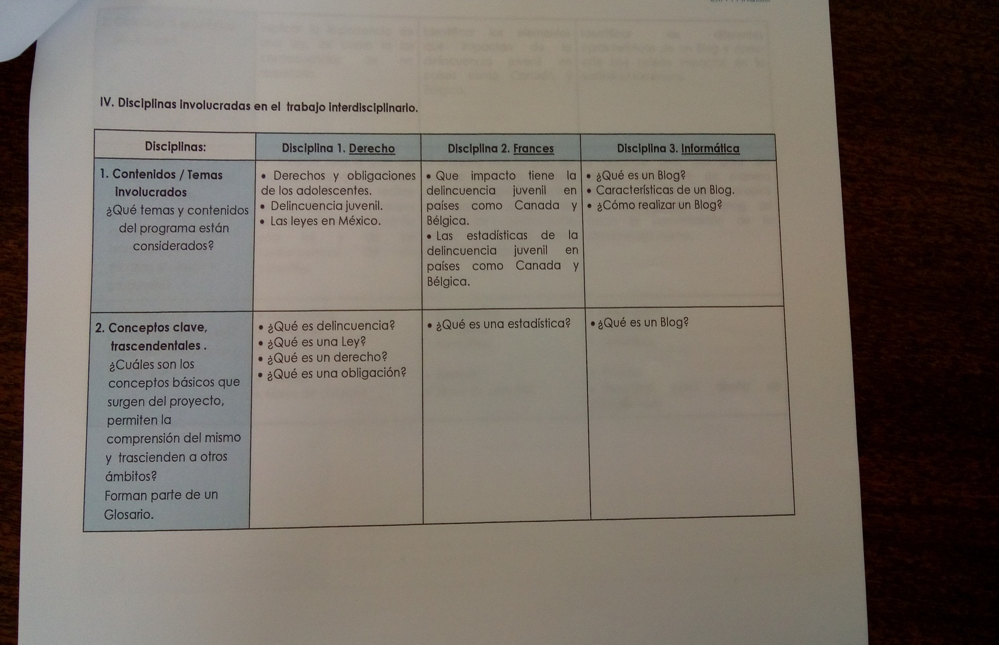 IV. Disciplinas involucradas en el trabajo interdisciplinario.
Disciplinas:
Disciplina 1. Derecho
Disciplina 2. Frances
Disciplina 3. Informática
1. Contenidos / Temas
involucrados
¿Qué temas y contenidos
del programa están
considerados?
• Derechos y obligaciones
de los adolescentes.
• Delincuencia juvenil.
• Las leyes en México.
• Que impacto tiene la
delincuencia juvenil en
países como Canada y
Bélgica.
• Las estadísticas de la
delincuencia juvenil en
países como Canada y
Bélgica.
• ¿Qué es un Blog?
• Características de un Blog.
• ¿Cómo realizar un Blog?
2. Conceptos clave,
trascendentales .
¿Cuáles son los
conceptos básicos que
surgen del proyecto,
permiten la
comprensión del mismo
y trascienden a otros
ámbitos?
Forman parte de un
Glosario.
• ¿Qué es delincuencia?
• ¿Qué es una Ley?
• ¿Qué es un derecho?
• ¿Qué es una obligación?
• ¿Qué es una estadística?
• ¿Qué es un Blog?